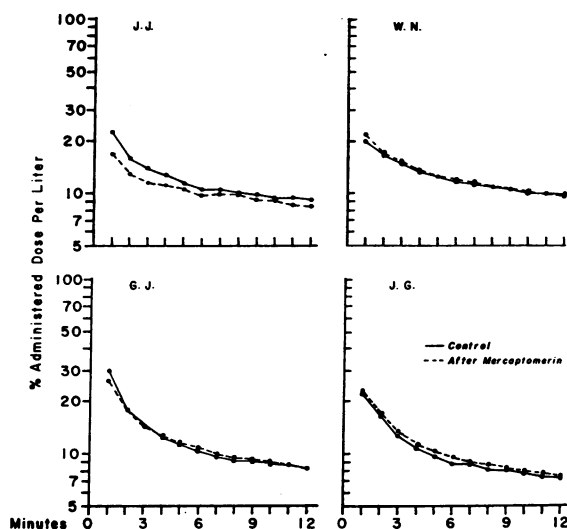 % Administered Dose Per Liter
J. J.
100
70
50
30
20
10
7
5
W. N.
G. J.
100
70
50
30
20
10
7
5
J. G.
Control
After Mercaptomerin
Minutes 0 3 6 9 12 0 3 6 9 12